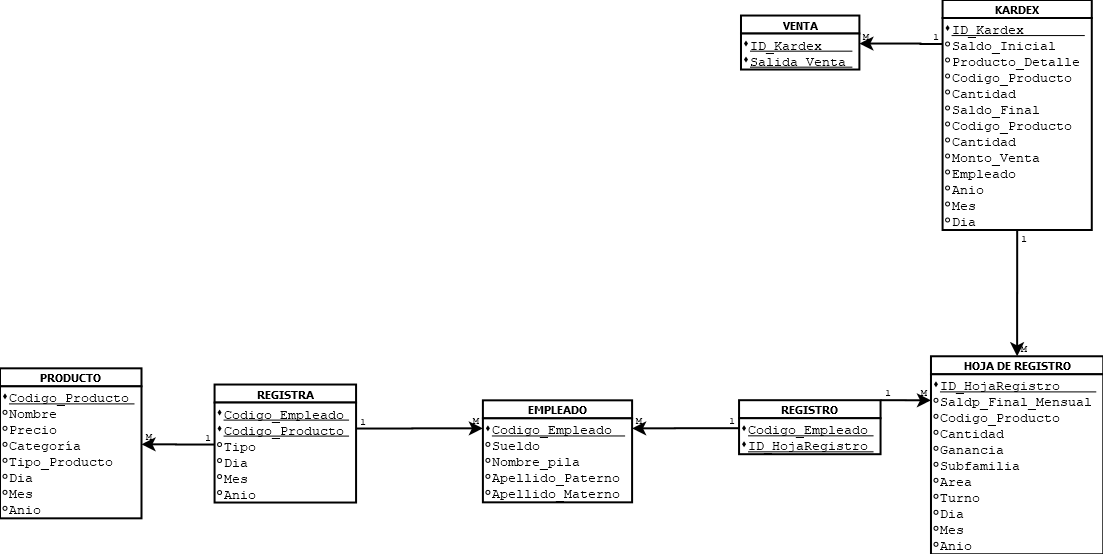 KARDEX
ID_Kardex
Saldo_Inicial
Producto_Detalle
Codigo_Producto
Cantidad
Saldo_Final
Codigo_Producto
Cantidad
Monto_Venta
Empleado
Anio
Mes
Dia
VENTA
ID_Kardex
Salida_Venta
M
1
1
M
HOJA DE REGISTRO
ID_HojaRegistro
Saldp_Final_Mensual
Codigo_Producto
Cantidad
Ganancia
Subfamilia
Area
Turno
Dia
Mes
Anio
PRODUCTO
Codigo_Producto
Nombre
Precio
Categoría
Tipo_Producto
Dia
Mes
Anio
M
1
REGISTRA
Codigo_Empleado
Codigo_Producto
Tipo
Dia
Mes
Anio
1
M
EMPLEADO
Codigo_Empleado
Sueldo
Nombre_pila
Apellido_Paterno
Apellido_Materno
M
1
REGISTRO
Codigo_Empleado
ID_HojaRegistro
1
M